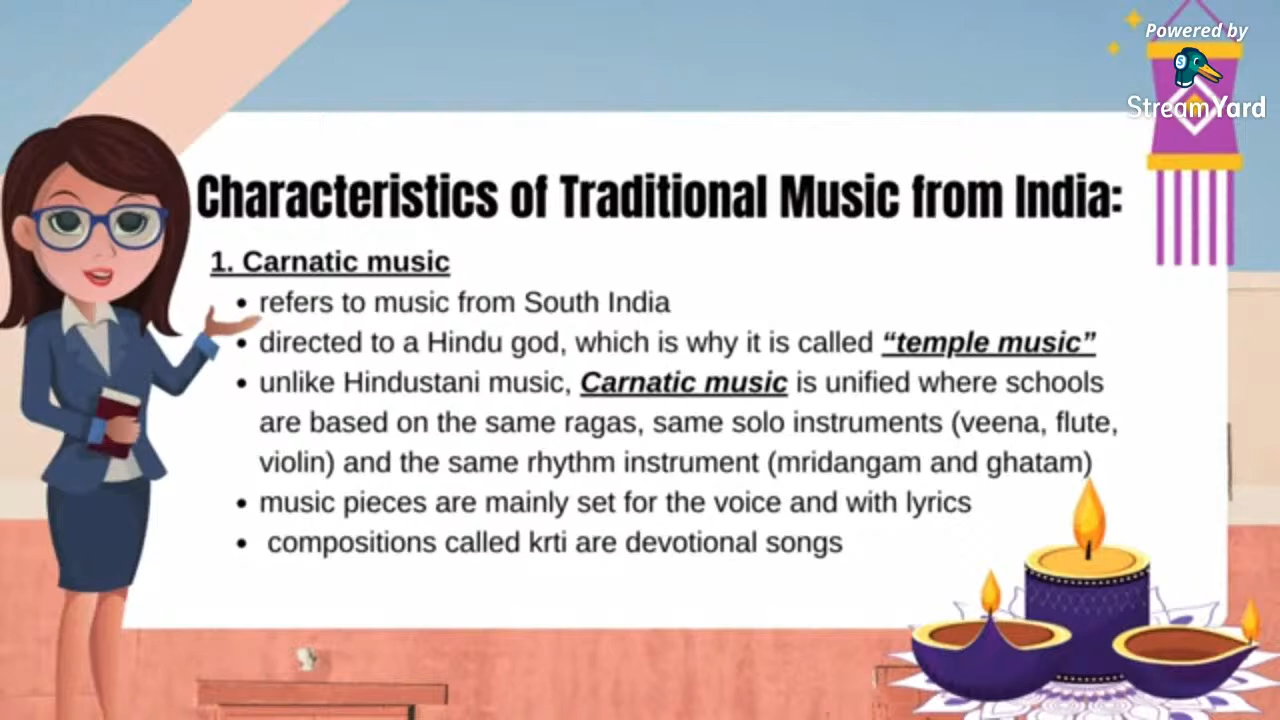 Powered by
StreamYard
Characteristics of Traditional Music from India:
1. Carnatic music
• refers to music from South India
• directed to a Hindu god, which is why it is called “temple music”
• unlike Hindustani music, Carnatic music is unified where schools
are based on the same ragas, same solo instruments (veena, flute,
violin) and the same rhythm instrument (mridangam and ghatam)
• music pieces are mainly set for the voice and with lyrics
• compositions called krti are devotional songs